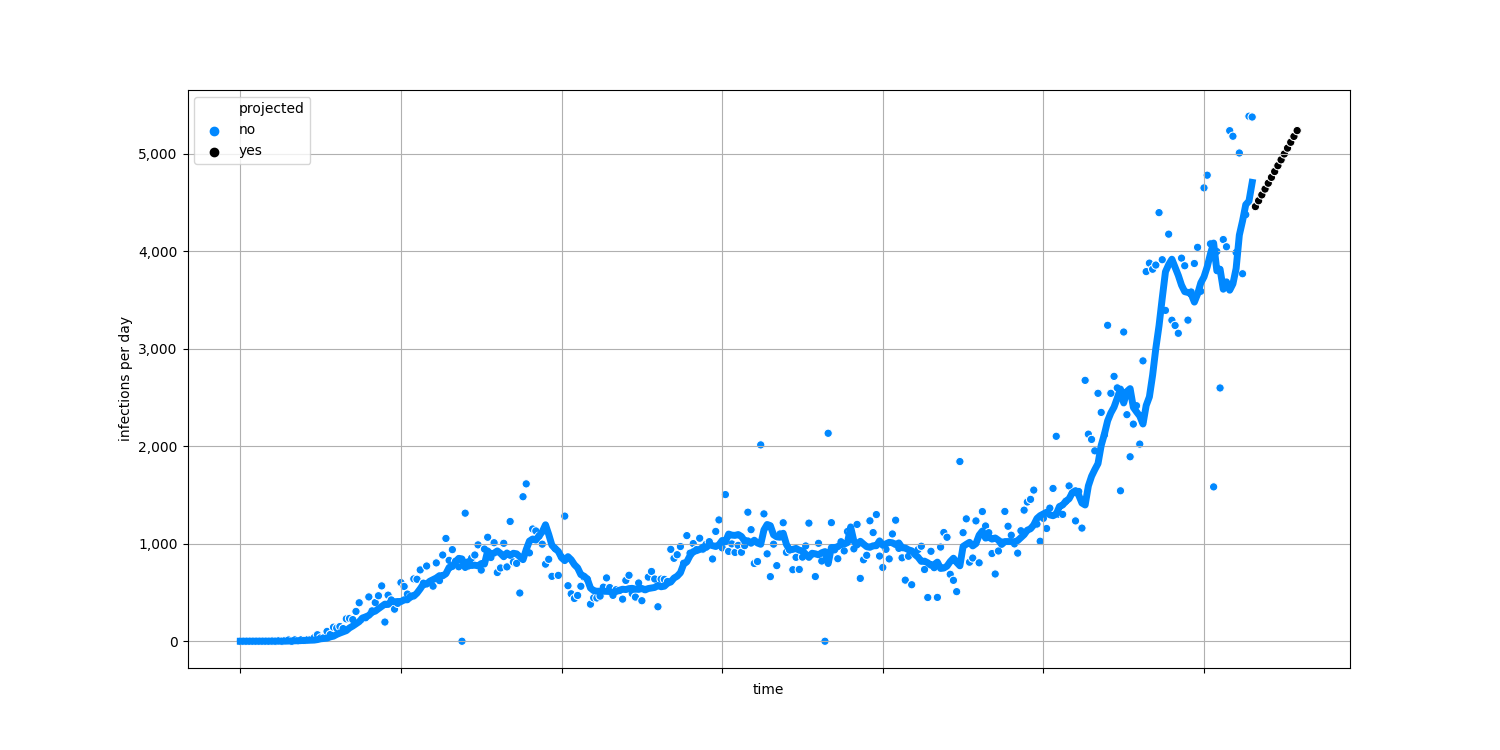 projected
no
yes
5,000
4,000
3,000
2,000
1,000
0
infections per day
time